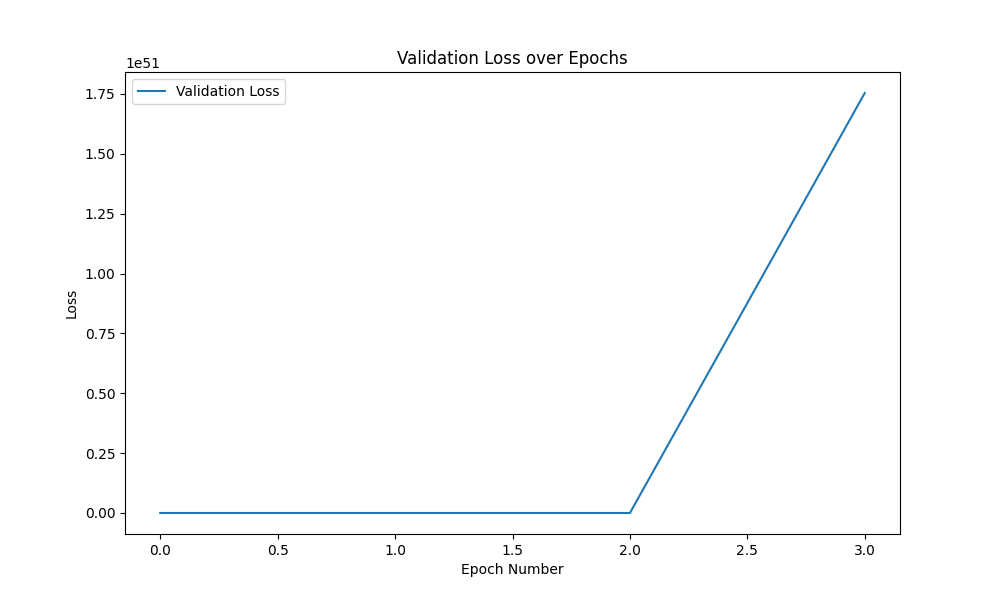 Validation Loss over Epochs
1e51
Validation Loss
1.75
1.50
1.25
1.00
0.75
0.50
0.25
0.00
Loss
0.0 0.5 1.0 1.5 2.0 2.5 3.0
Epoch Number